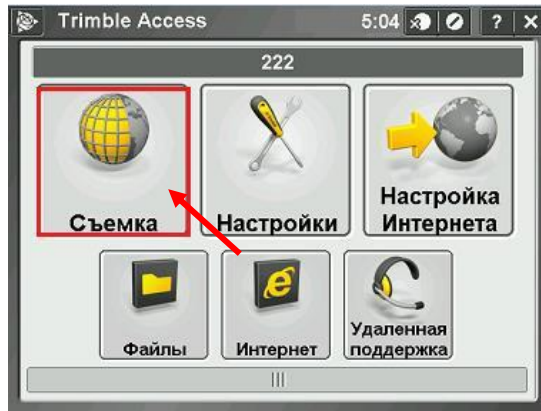 Trimble Access 5:04 ? X
222
Съемка
Настройки
Настройка
Интернета
Файлы
Интернет
Удаленная
поддержка